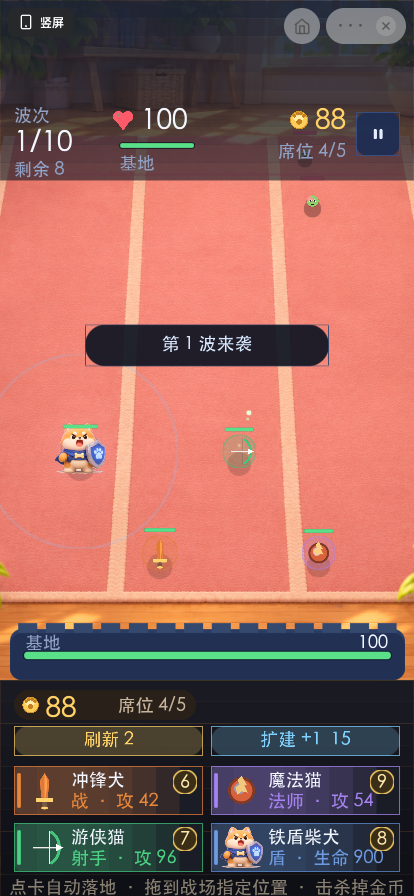 竖屏
波次
1/10
剩余 8
100
基地
88
席位 4/5
第 1 波来袭
基地
100
88
席位 4/5
刷新 2
扩建 +1 15
冲锋犬
6
战 · 攻 42
魔法猫
9
法师 · 攻 54
游侠猫
7
射手 · 攻 96
铁盾柴犬
8
盾 · 生命 900
点卡自动落地 · 拖到战场指定位置 · 击杀掉金币